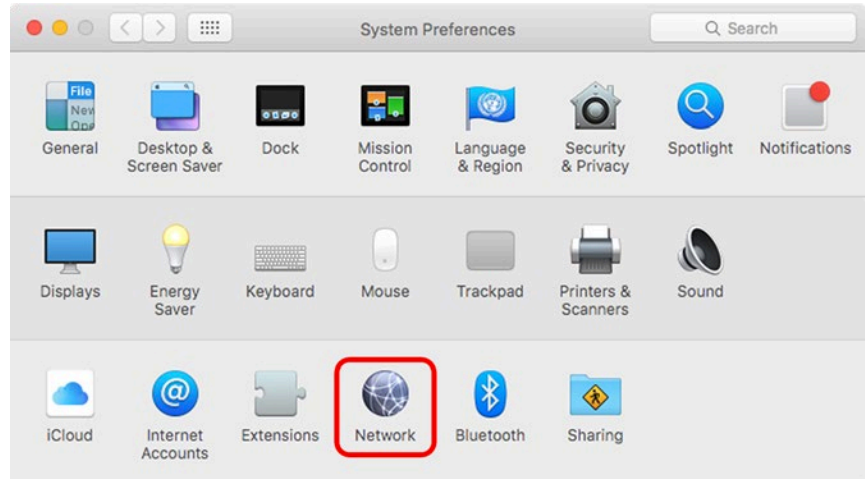 System Preferences
Search
File
New
Ope
General
Desktop &
Screen Saver
Dock
Mission
Control
Language
& Region
Security
& Privacy
Spotlight
Notifications
Displays
Energy
Saver
Keyboard
Mouse
Trackpad
Printers &
Scanners
Sound
iCloud
@
Internet
Accounts
Extensions
Network
Bluetooth
Sharing